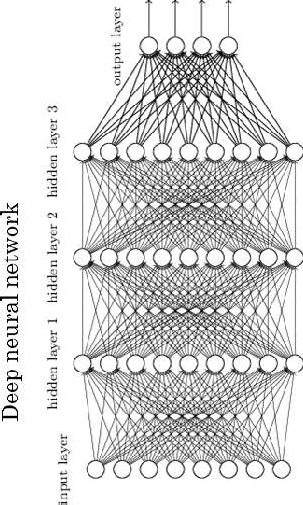 Deep neural network
input layer
hidden layer 1
hidden layer 2
hidden layer 3
output layer